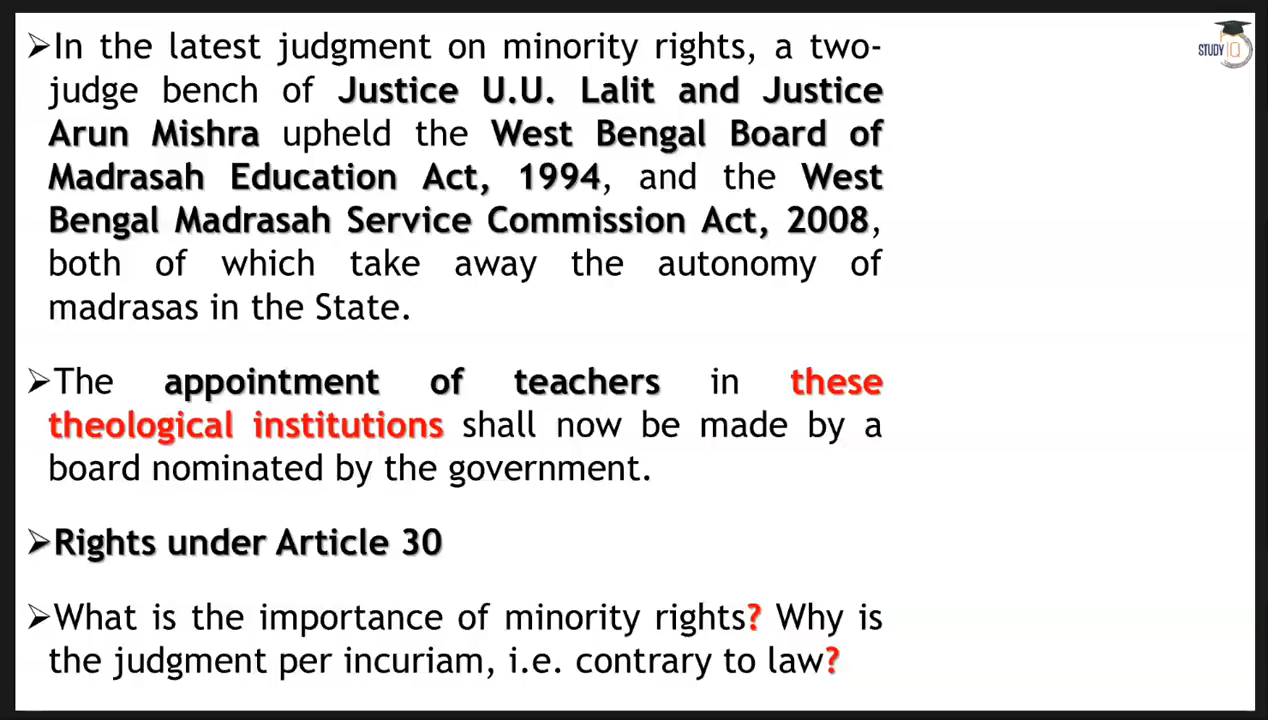 ➢In the latest judgment on minority rights, a two-
judge bench of Justice U.U. Lalit and Justice
Arun Mishra upheld the West Bengal Board of
Madrasah Education Act, 1994, and the West
Bengal Madrasah Service Commission Act, 2008,
both of which take away the autonomy of
madrasas in the State.
➢The appointment of teachers in these
theological institutions shall now be made by a
board nominated by the government.
➢Rights under Article 30
➢What is the importance of minority rights? Why is
the judgment per incuriam, i.e. contrary to law?
STUDY IQ